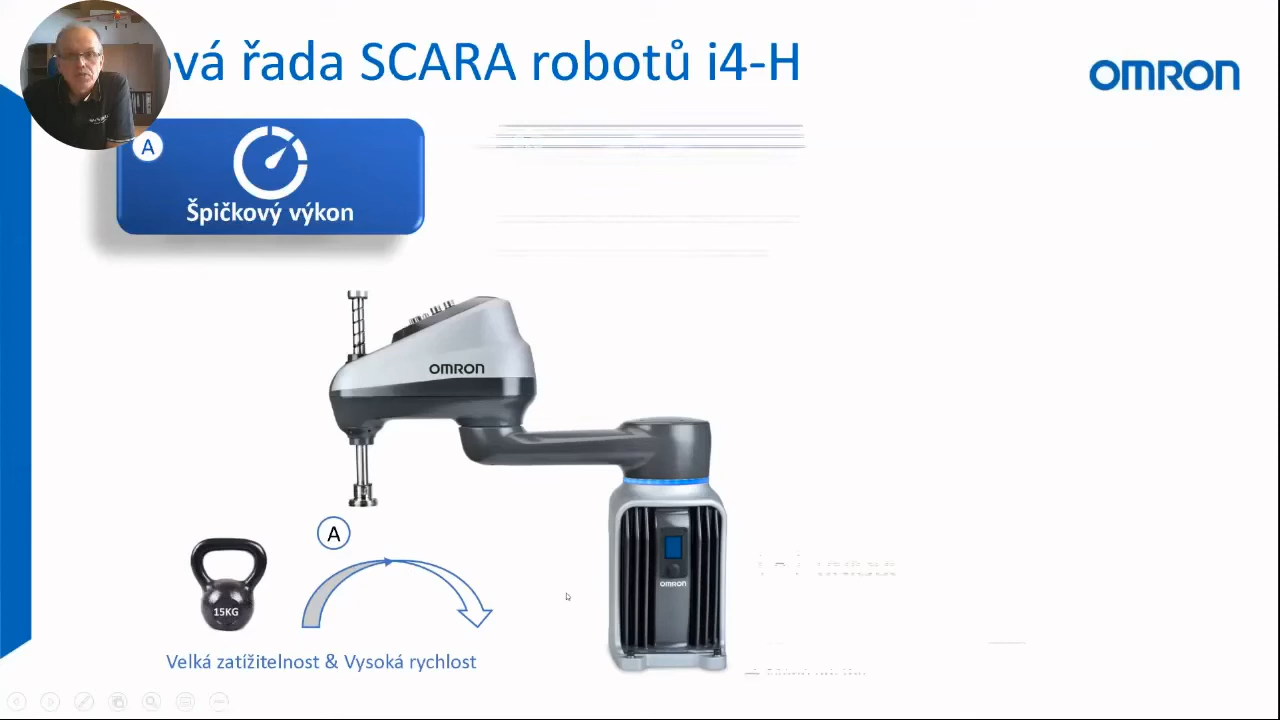 vá řada SCARA robotů i4-H
OMRON
A
Špičkový výkon
OMRON
A
15KG
OMRON
Velká zatížitelnost & Vysoká rychlost